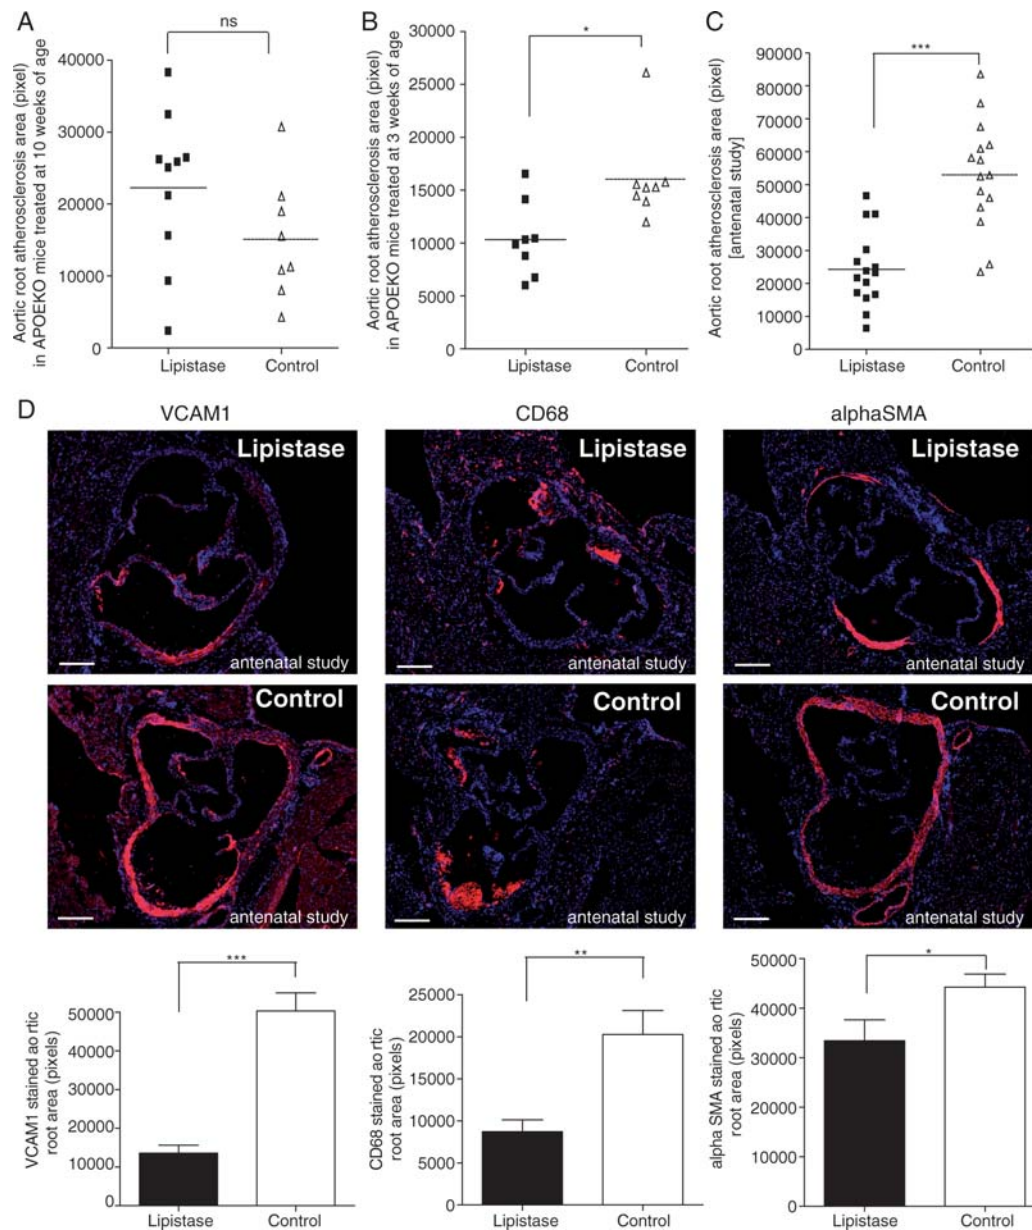 A
ns
Aortic root atherosclerosis area (pixel)
in APOEKO mice treated at 10 weeks of age
40000
30000
20000
10000
0
Lipistase
Control
B
*
Aortic root atherosclerosis area (pixel)
in APOEKO mice treated at 3 weeks of age
30000
25000
20000
15000
10000
5000
0
Lipistase
Control
C
***
Aortic root atherosclerosis area (pixel)
[antenatal study]
90000
80000
70000
60000
50000
40000
30000
20000
10000
0
Lipistase
Control
D
VCAM1
CD68
alphaSMA
Lipistase
antenatal study
Lipistase
antenatal study
Lipistase
antenatal study
Control
antenatal study
Control
antenatal study
Control
antenatal study
***
VCAM1 stained ao rtic
root area (pixels)
50000
40000
30000
20000
10000
0
Lipistase
Control
**
CD68 stained ao rtic
root area (pixels)
25000
20000
15000
10000
5000
0
Lipistase
Control
*
alpha SMA stained ao rtic
root area (pixels)
50000
40000
30000
20000
10000
0
Lipistase
Control